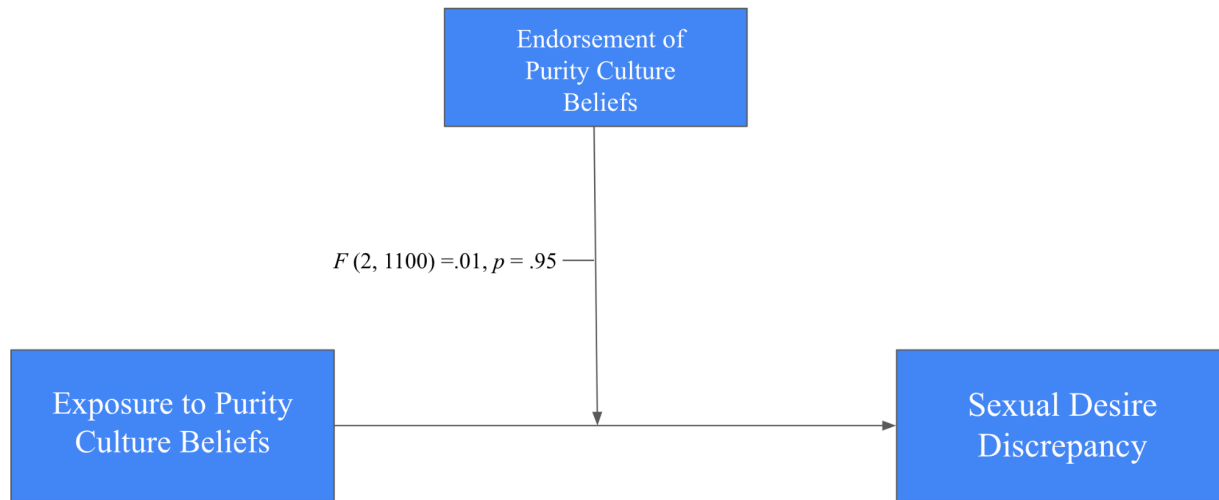 Endorsement of
Purity Culture
Beliefs
F (2, 1100) =.01, p = .95
Exposure to Purity
Culture Beliefs
Sexual Desire
Discrepancy